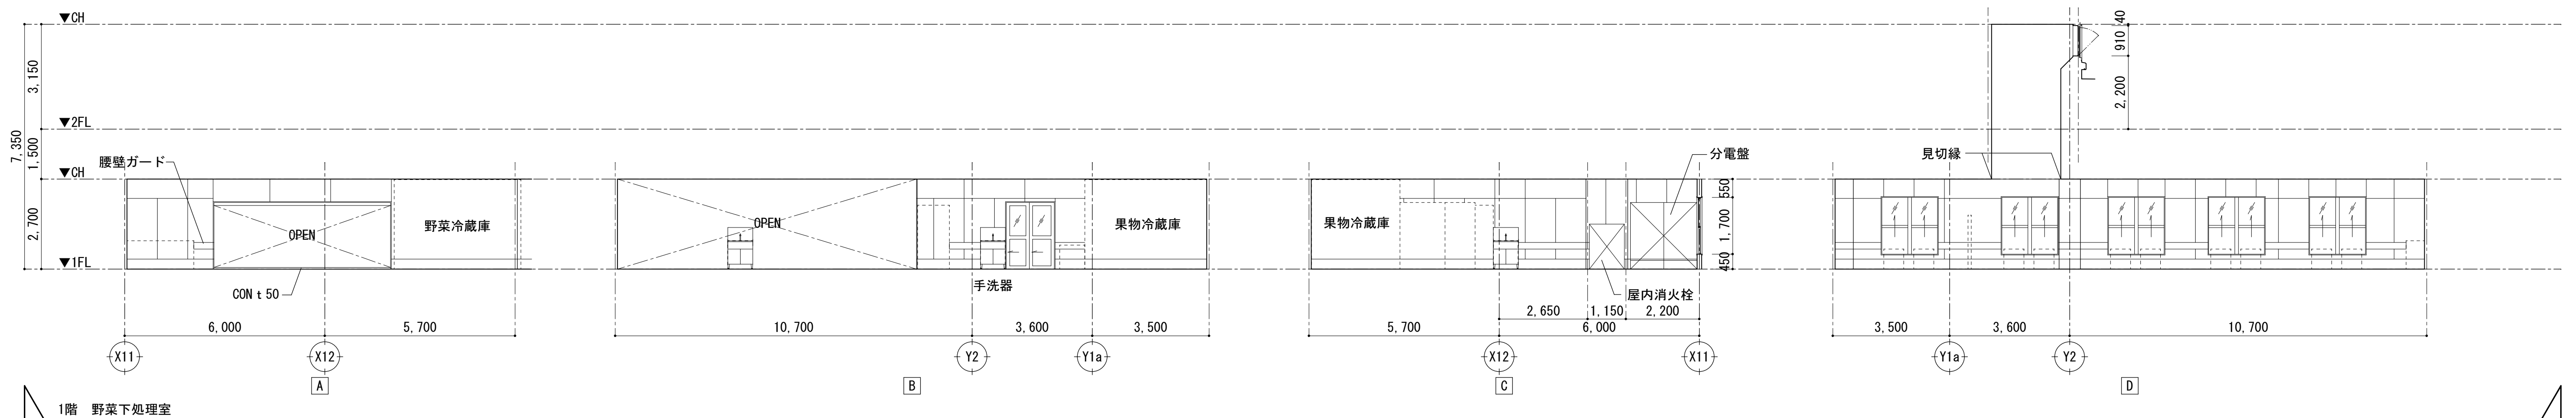 ▼CH
▼2FL
▼CH
▼1FL
7,350
3,150
1,500
2,700
腰壁ガード
OPEN
野菜冷蔵庫
CON t 50
6,000
5,700
X11
X12
A
OPEN
果物冷蔵庫
手洗器
10,700
3,600
3,500
Y2
Y1a
B
果物冷蔵庫
分電盤
屋内消火栓
550
1,700
450
2,650
1,150
2,200
5,700
6,000
X12
X11
C
見切縁
40
910
2,200
3,500
3,600
10,700
Y1a
Y2
D
1階 野菜下処理室